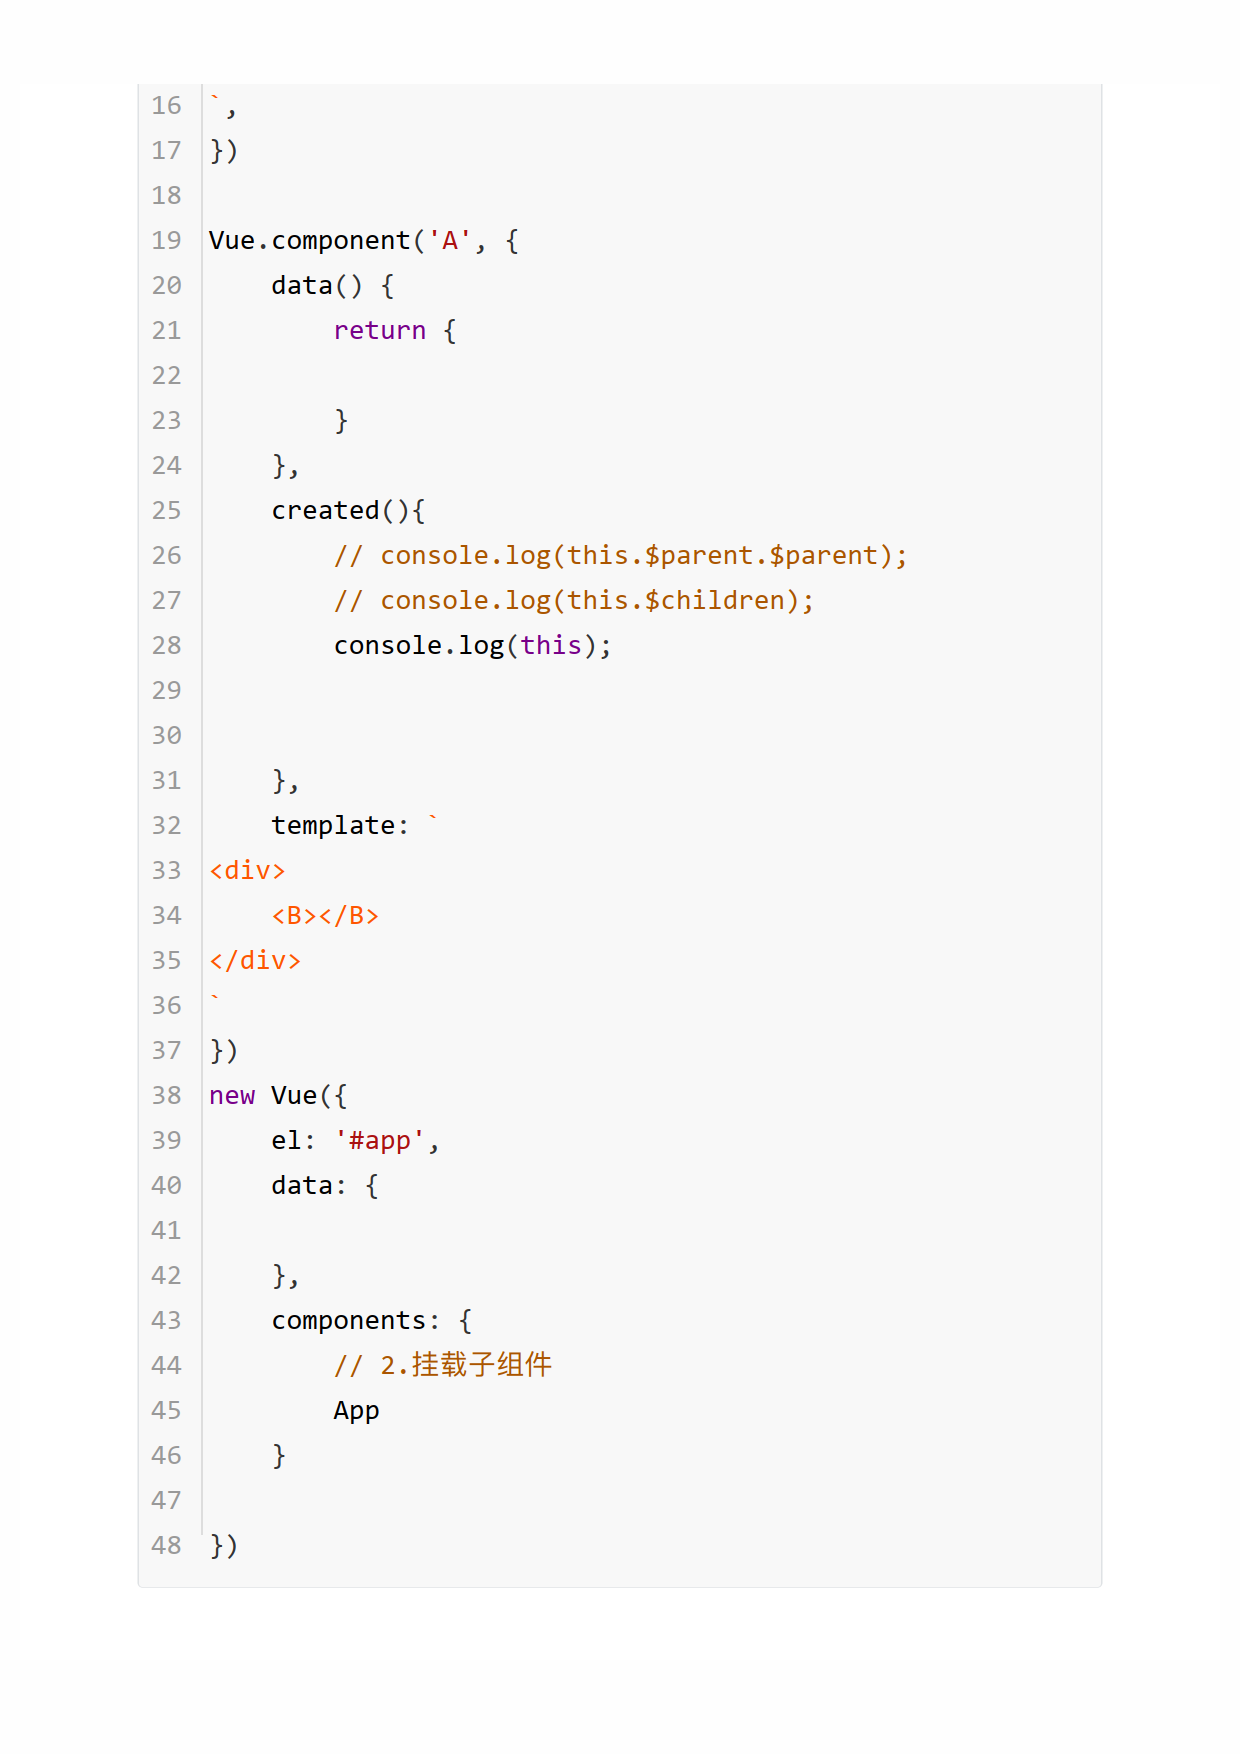 16 `,
17 })
18
19 Vue.component('A', {
20     data() {
21         return {
22
23         }
24     },
25     created(){
26         // console.log(this.$parent.$parent);
27         // console.log(this.$children);
28         console.log(this);
29
30
31     },
32     template: `
33 <div>
34     <B></B>
35 </div>
36 `
37 })
38 new Vue({
39     el: '#app',
40     data: {
41
42     },
43     components: {
44         // 2.挂载子组件
45         App
46     }
47
48 })